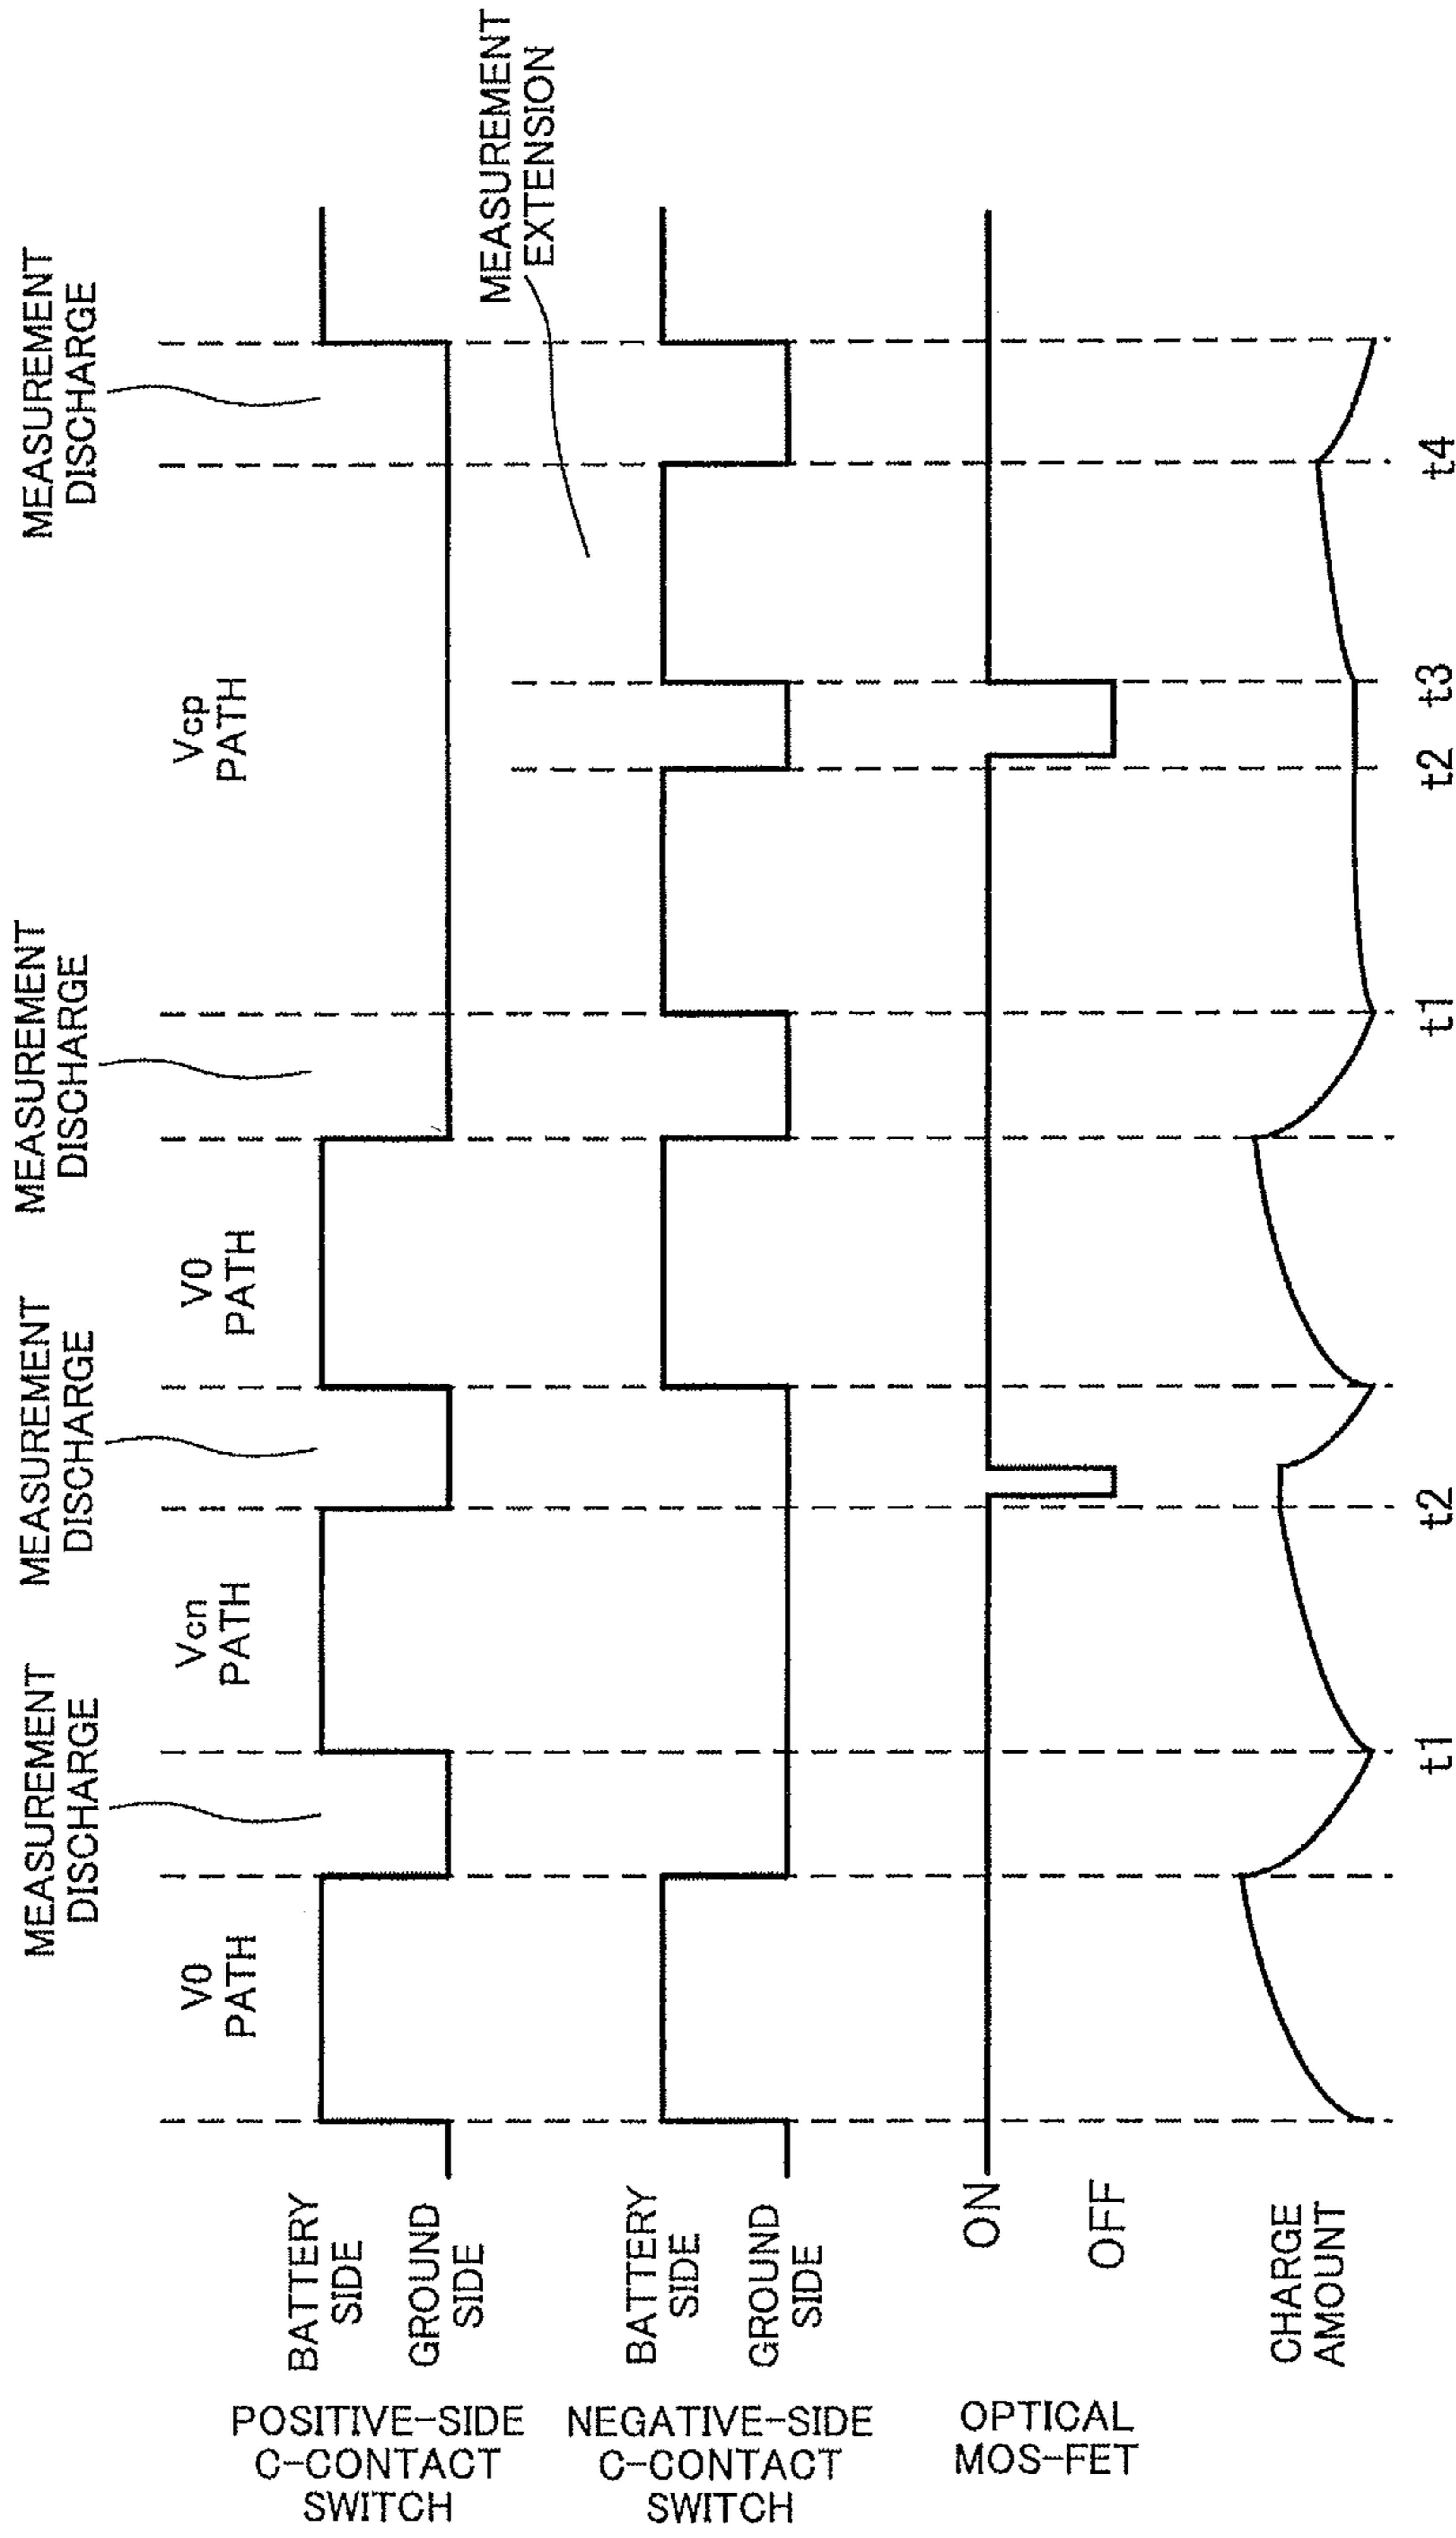 MEASUREMENT
DISCHARGE
MEASUREMENT
DISCHARGE
MEASUREMENT
DISCHARGE
MEASUREMENT
DISCHARGE
V0
PATH
Vcn
PATH
V0
PATH
Vcp
PATH
MEASUREMENT
EXTENSION
POSITIVE-SIDE
C-CONTACT
SWITCH
BATTERY
SIDE
GROUND
SIDE
NEGATIVE-SIDE
C-CONTACT
SWITCH
BATTERY
SIDE
GROUND
SIDE
OPTICAL
MOS-FET
ON
OFF
CHARGE
AMOUNT
t1
t2
t1
t2
t3
t4